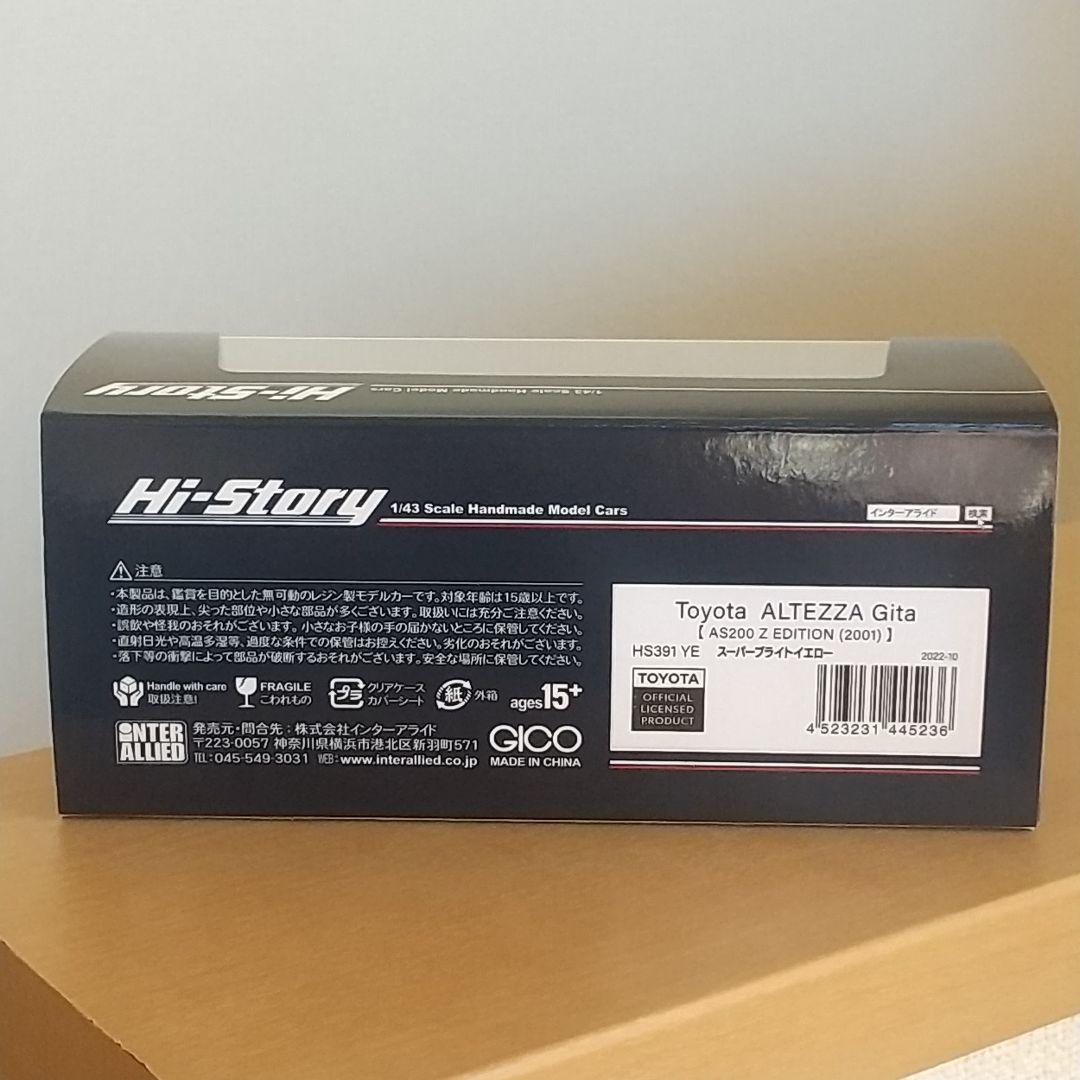 Hi-Story 1/43 Scale Handmade Model Cars
Hi-Story 1/43 Scale Handmade Model Cars
インターアライド 検索
注意
・本製品は、鑑賞を目的とした無可動のレジン製モデルカーです。対象年齢は15歳以上です。
・造形の表現上、尖った部位や小さな部品が多くございます。取扱いには充分ご注意ください。
・誤飲や怪我のおそれがございます。小さなお子様の手の届かないところに保管してください。
・直射日光や高温多湿等、過度な条件での保管はお控えください。劣化のおそれがございます。
・落下等の衝撃によって部品が破断するおそれがございます。安全な場所に保管してください。
Handle with care
取扱注意!
FRAGILE
こわれもの
プラ
クリアケース
カバーシート
紙 外箱
ages15+
INTER
ALLIED
発売元・問合先:株式会社インターアライド
〒223-0057 神奈川県横浜市港北区新羽町571
TEL:045-549-3031 WEB:www.interallied.co.jp
GICO
MADE IN CHINA
Toyota ALTEZZA Gita
【 AS200 Z EDITION (2001) 】
HS391 YE スーパーブライトイエロー
2022-10
TOYOTA
OFFICIAL
LICENSED
PRODUCT
4 523231 445236